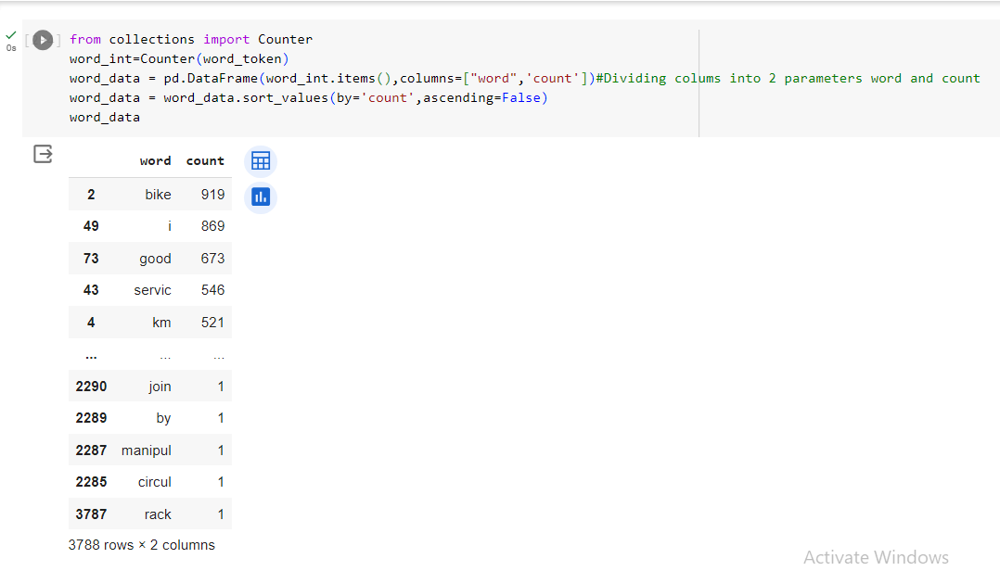 from collections import Counter
word_int=Counter(word_token)
word_data = pd.DataFrame(word_int.items(),columns=["word",'count'])#Dividing colums into 2 parameters word and count
word_data = word_data.sort_values(by='count',ascending=False)
word_data
0s
word count
2 bike 919
49 i 869
73 good 673
43 servic 546
4 km 521
... ... ...
2290 join 1
2289 by 1
2287 manipul 1
2285 circul 1
3787 rack 1
3788 rows × 2 columns
Activate Windows